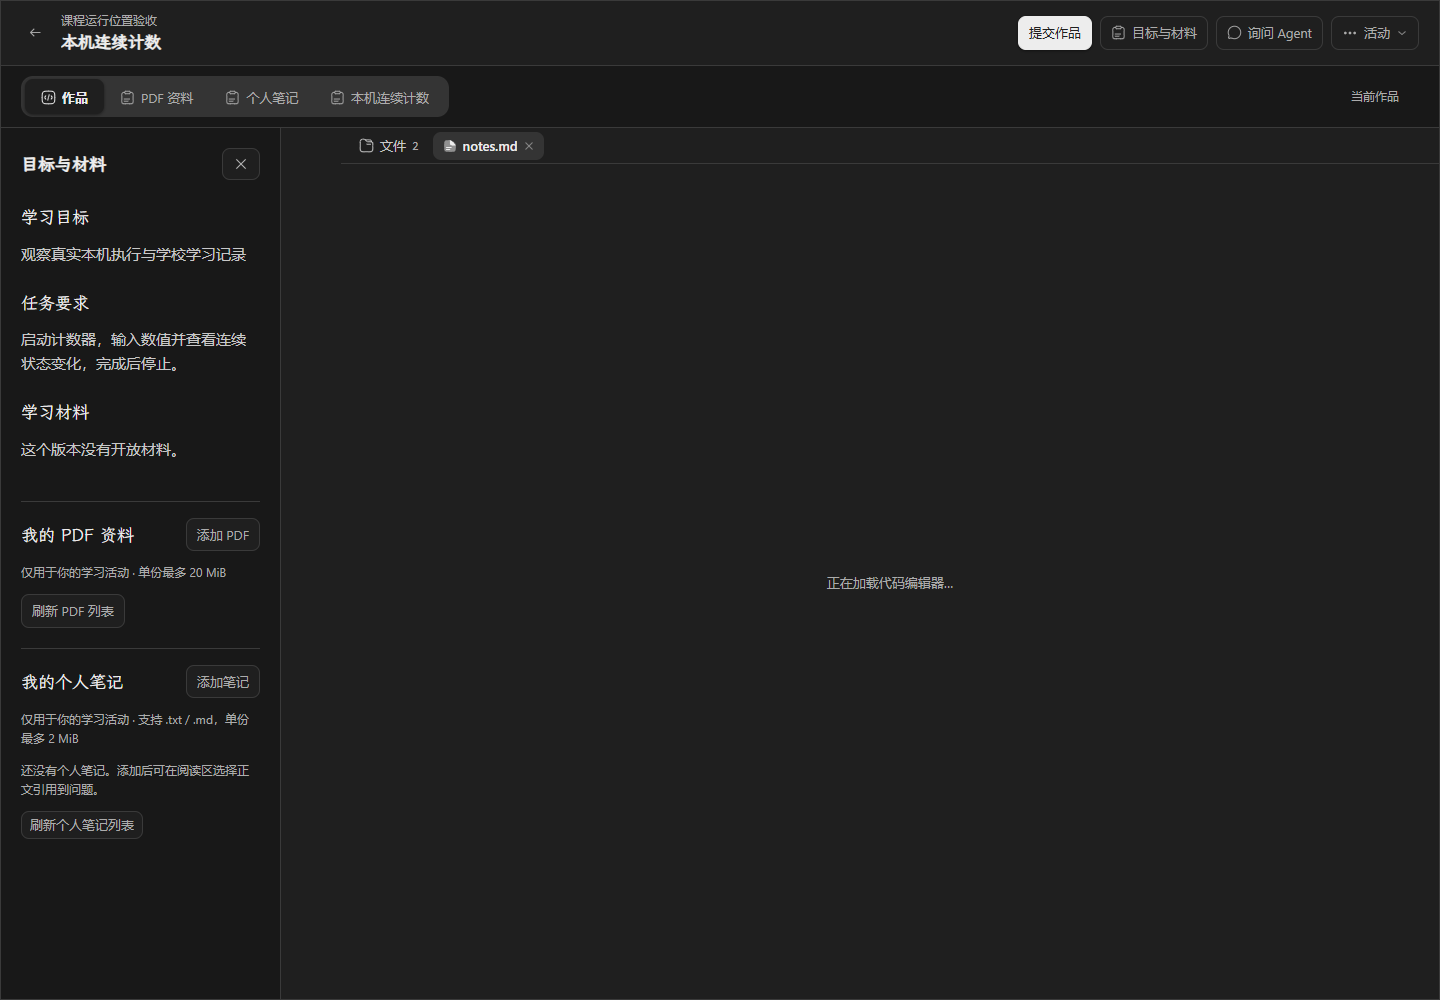 课程运行位置验收
本机连续计数
提交作品
目标与材料
询问 Agent
活动
作品
PDF 资料
个人笔记
本机连续计数
当前作品
目标与材料
学习目标
观察真实本机执行与学校学习记录
任务要求
启动计数器，输入数值并查看连续
状态变化，完成后停止。
学习材料
这个版本没有开放材料。
我的 PDF 资料
添加 PDF
仅用于你的学习活动 · 单份最多 20 MiB
刷新 PDF 列表
我的个人笔记
添加笔记
仅用于你的学习活动 · 支持 .txt / .md，单份
最多 2 MiB
还没有个人笔记。添加后可在阅读区选择正
文引用到问题。
刷新个人笔记列表
文件 2
notes.md
正在加载代码编辑器...